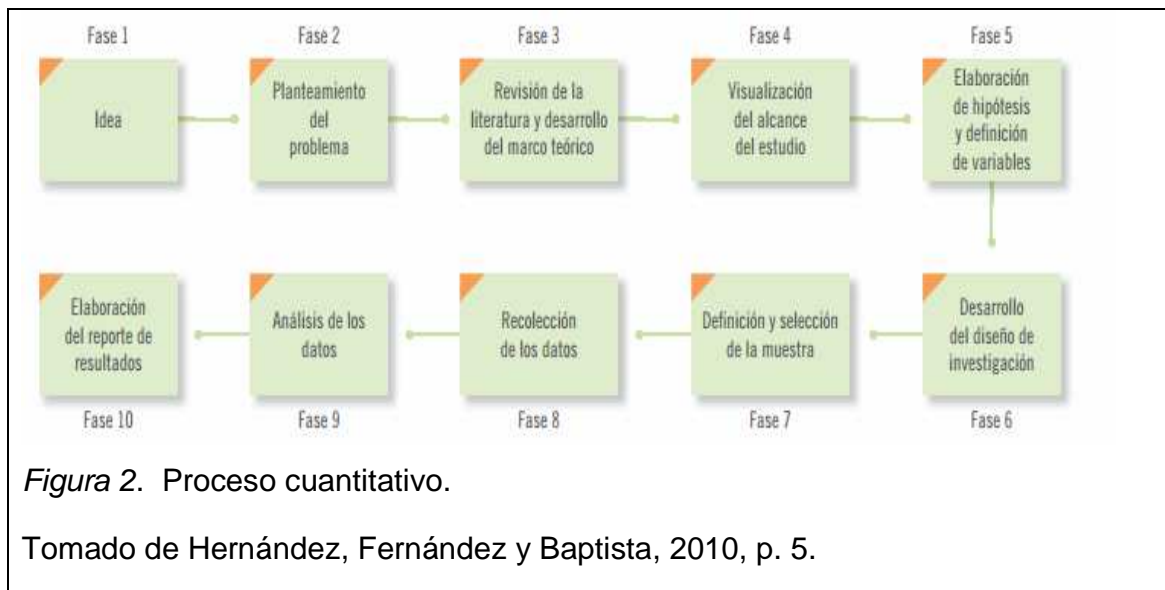 Fase 1
Fase 2
Fase 3
Fase 4
Fase 5
Idea
Planteamiento
del
problema
Revisión de la
literatura y desarrollo
del marco teórico
Visualización
del alcance
del estudio
Elaboración
de hipótesis
y definición
de variables
Elaboración
del reporte de
resultados
Análisis de los
datos
Recolección
de los datos
Definición y selección
de la muestra
Desarrollo
del diseño de
investigación
Fase 10
Fase 9
Fase 8
Fase 7
Fase 6
Figura 2. Proceso cuantitativo.
Tomado de Hernández, Fernández y Baptista, 2010, p. 5.